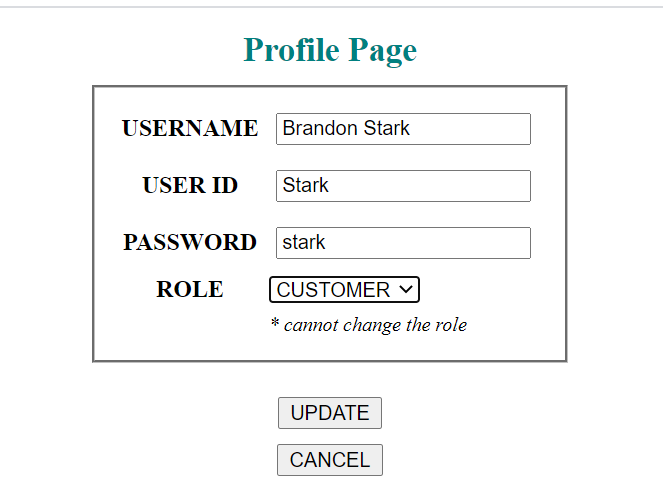 Profile Page
USERNAME Brandon Stark
USER ID Stark
PASSWORD stark
ROLE CUSTOMER
* cannot change the role
UPDATE
CANCEL